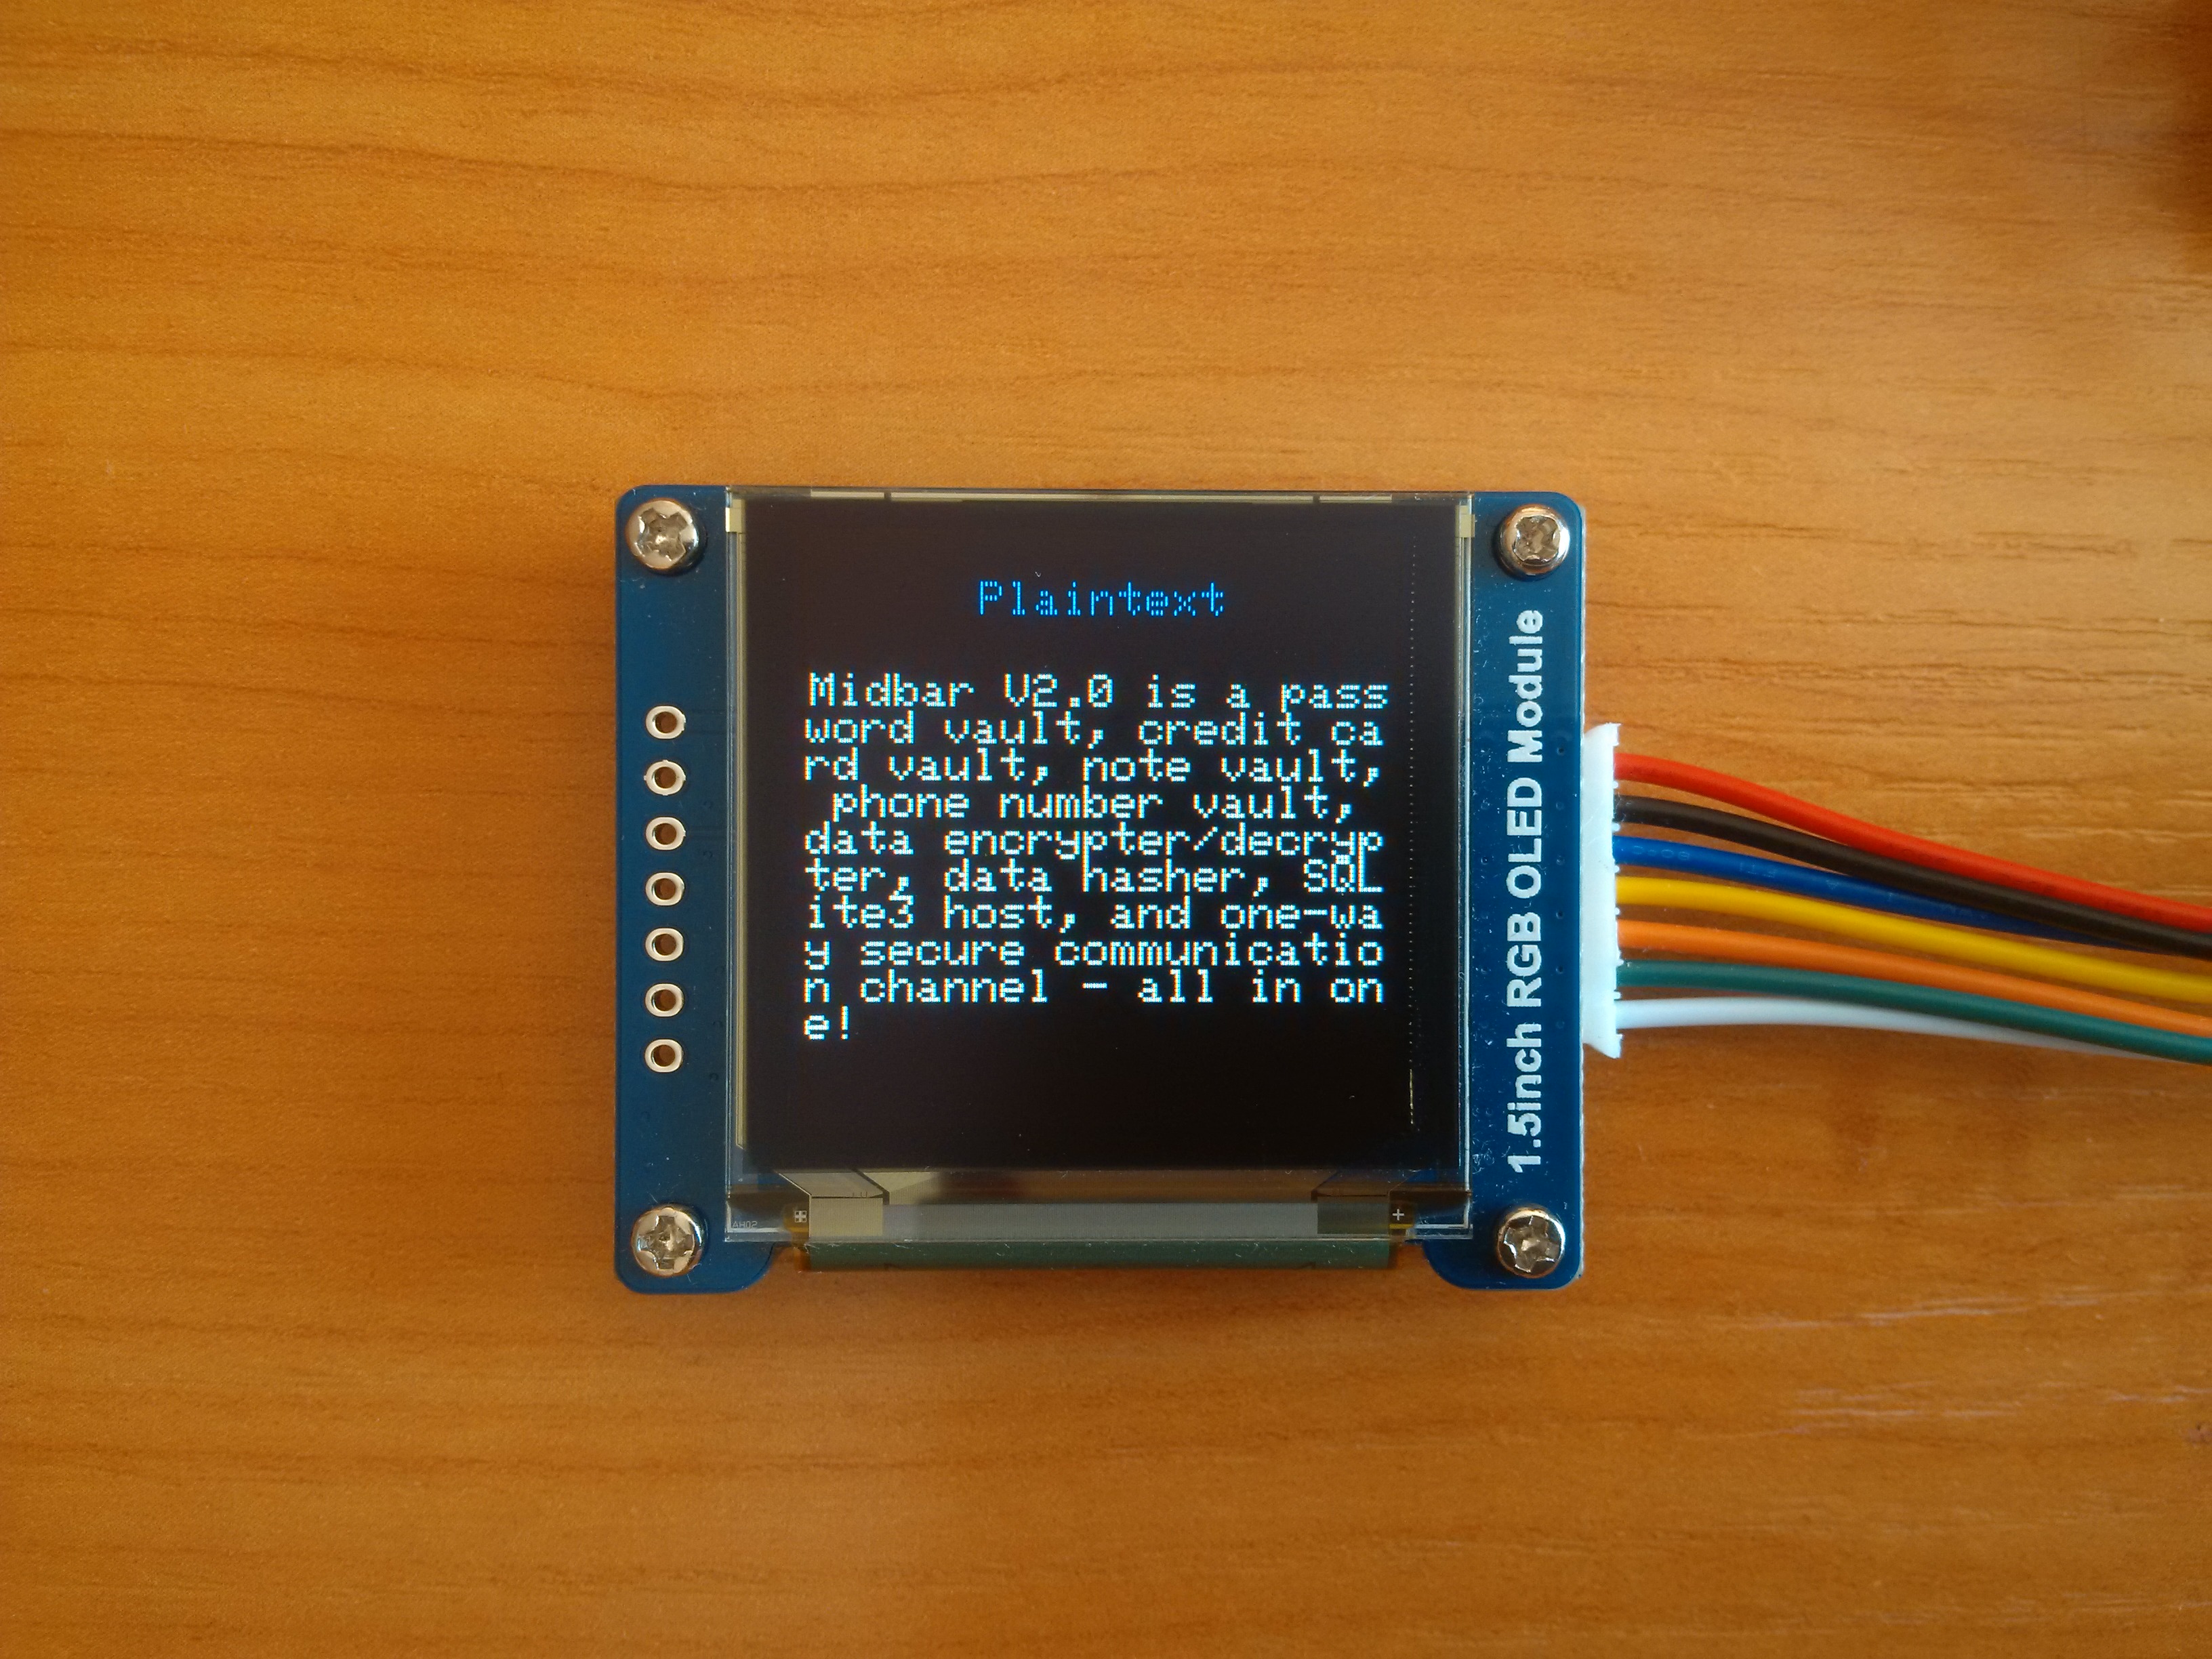 Plaintext
Midbar V2.0 is a pass
word vault, credit ca
rd vault, note vault,
 phone number vault,
data encrypter/decryp
ter, data hasher, SQL
ite3 host, and one-wa
y secure communicatio
n channel - all in on
e!
1.5inch RGB OLED Module
AH02